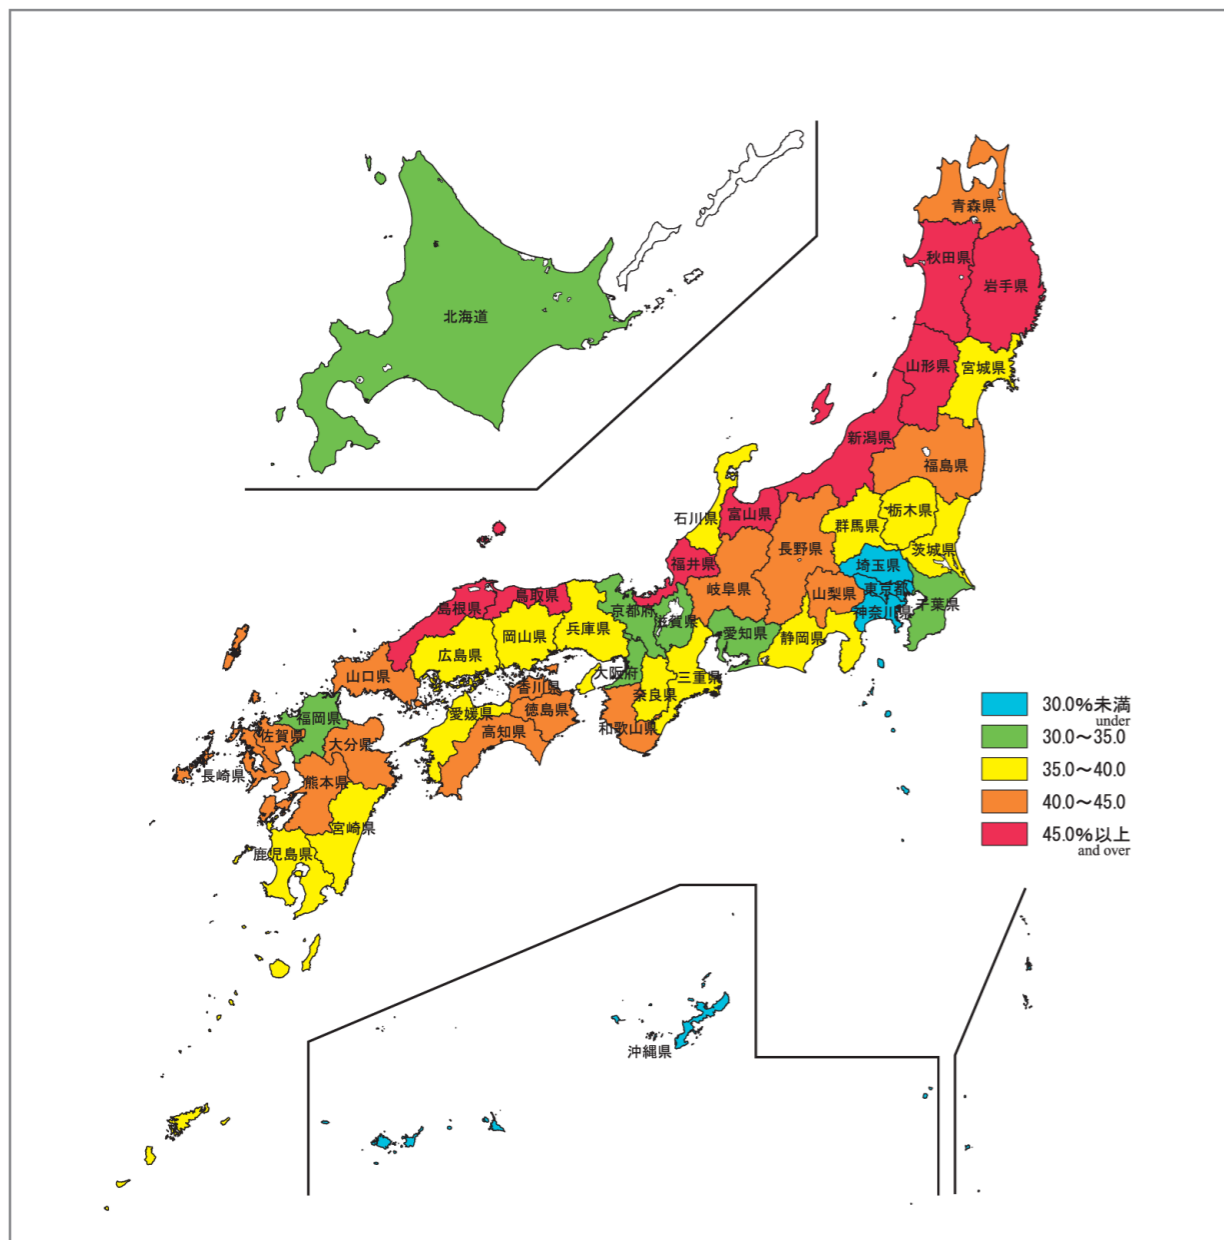 青森県
秋田県
岩手県
北海道
山形県
宮城県
新潟県
福島県
石川県
富山県
群馬県
栃木県
長野県
茨城県
福井県
埼玉県
岐阜県
東京都
山梨県
神奈川県
千葉県
鳥取県
島根県
京都府
滋賀県
兵庫県
岡山県
愛知県
静岡県
広島県
大阪府
三重県
山口県
香川県
奈良県
徳島県
愛媛県
和歌山県
高知県
福岡県
佐賀県
大分県
長崎県
熊本県
宮崎県
鹿児島県
沖縄県
30.0%未満
under
30.0～35.0
35.0～40.0
40.0～45.0
45.0%以上
and over